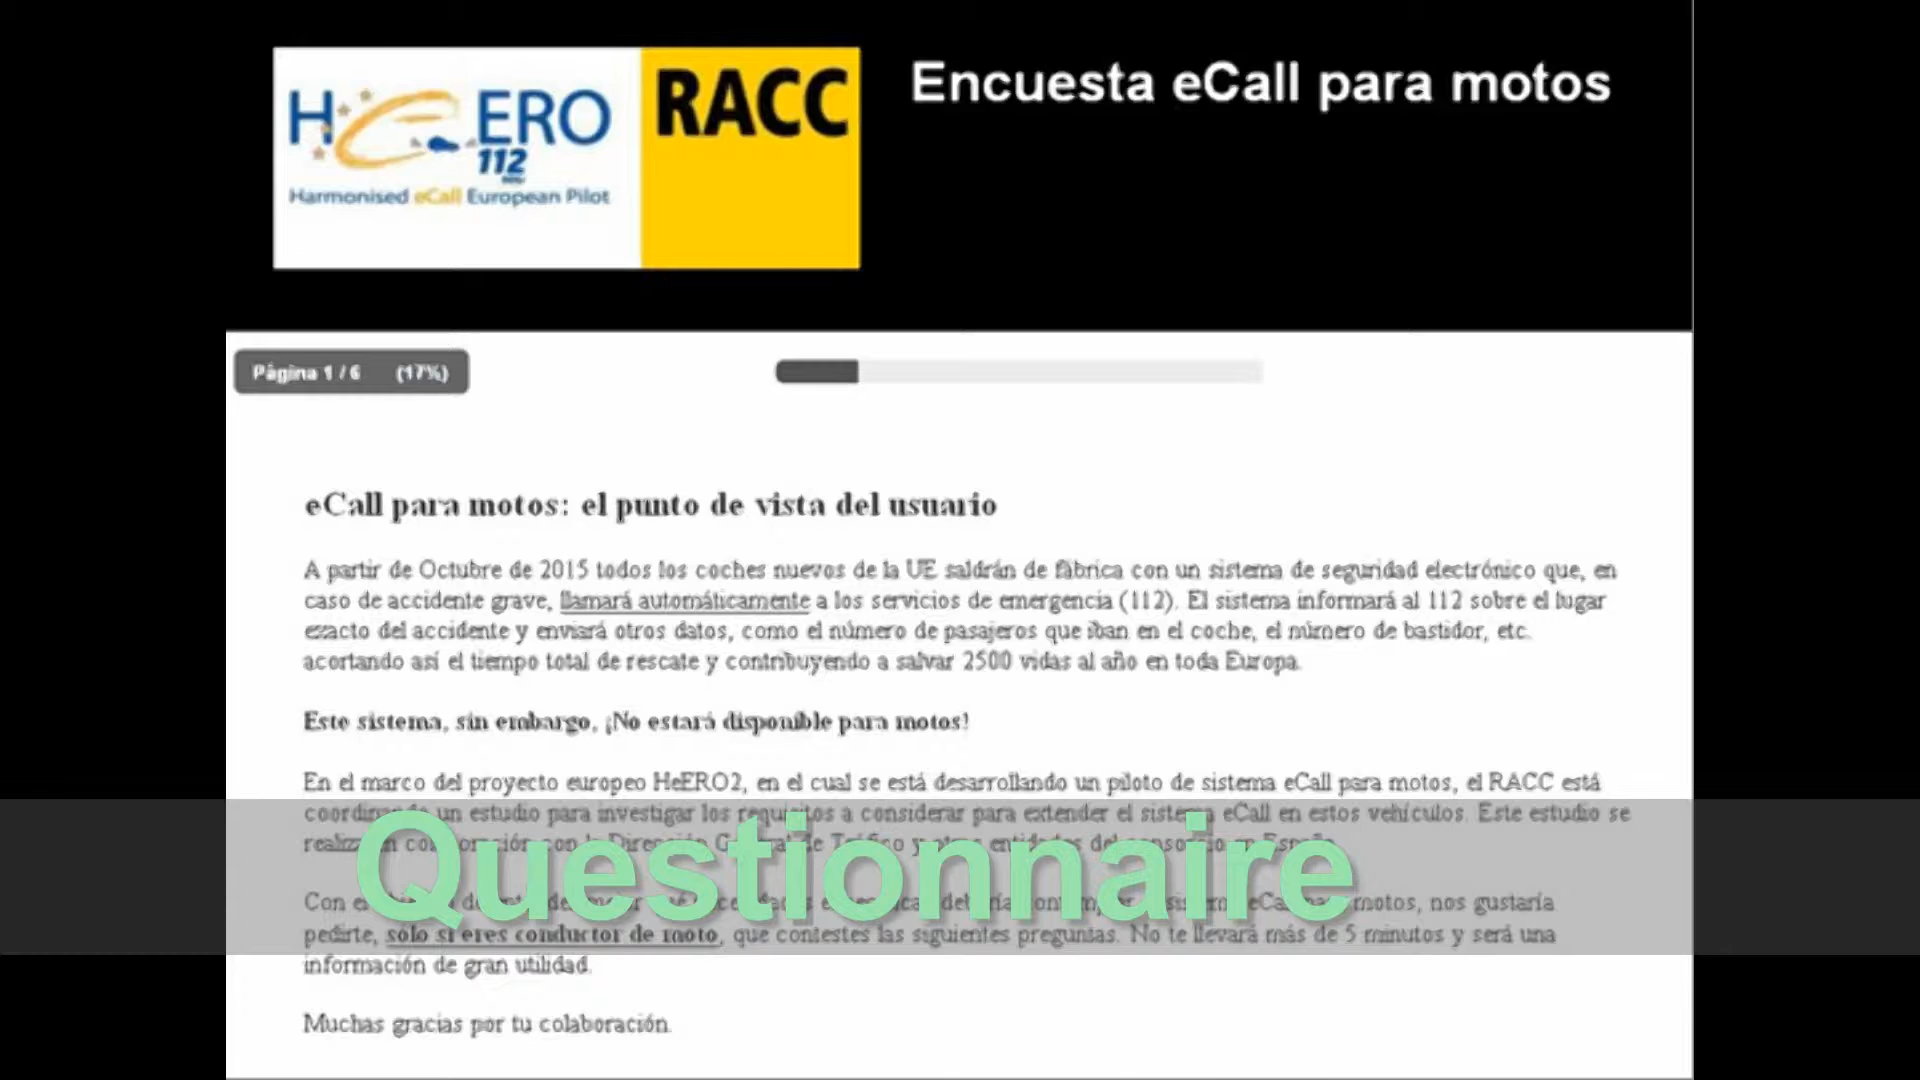 HeERO
112
Harmonised eCall European Pilot
RACC
Encuesta eCall para motos
Página 1 / 6 (17%)
eCall para motos: el punto de vista del usuario
A partir de Octubre de 2015 todos los coches nuevos de la UE saldrán de fábrica con un sistema de seguridad electrónico que, en
caso de accidente grave, llamará automáticamente a los servicios de emergencia (112). El sistema informará al 112 sobre el lugar
exacto del accidente y enviará otros datos, como el número de pasajeros que iban en el coche, el número de bastidor, etc.
acortando así el tiempo total de rescate y contribuyendo a salvar 2500 vidas al año en toda Europa.
Este sistema, sin embargo, ¡No estará disponible para motos!
En el marco del proyecto europeo HeERO2, en el cual se está desarrollando un piloto de sistema eCall para motos, el RACC está
coordinando un estudio para investigar los requisitos a considerar para extender el sistema eCall en estos vehículos. Este estudio se
Questionnaire
Con motos, nos gustaría
pedirte, sólo si eres conductor de moto, que contestes las siguientes preguntas. No te llevará más de 5 minutos y será una
información de gran utilidad.
Muchas gracias por tu colaboración.